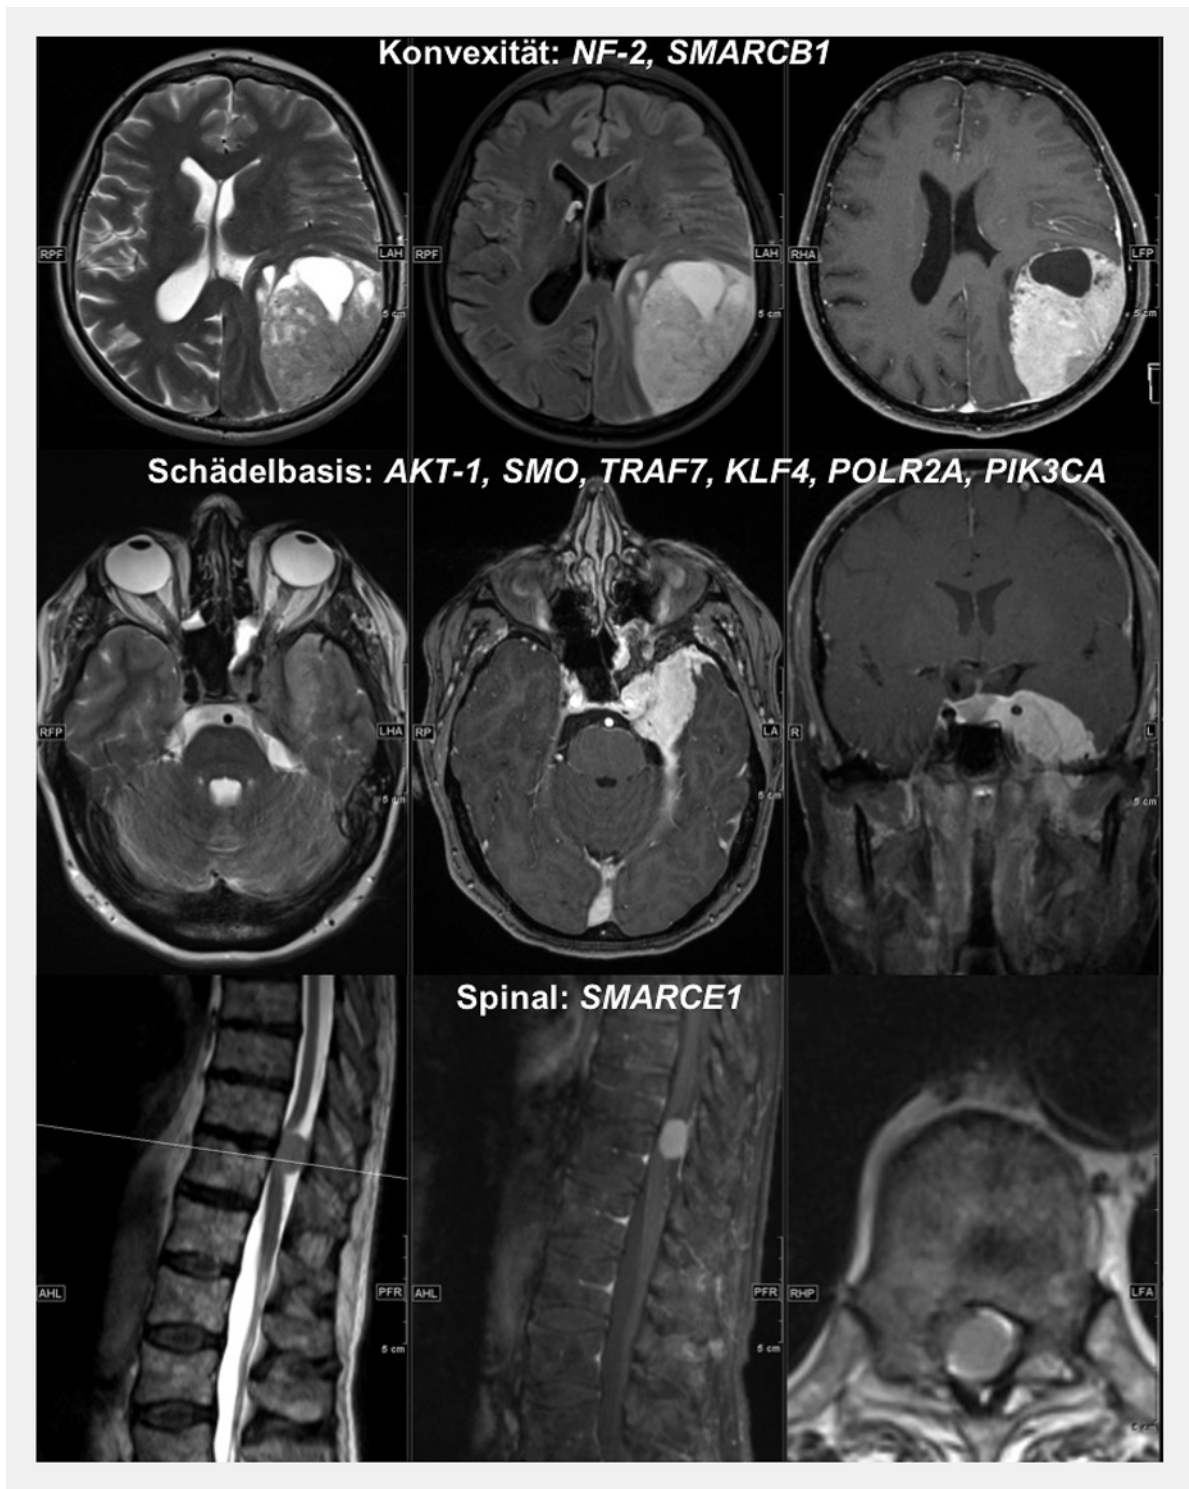 Konvexität: NF-2, SMARCB1
RPF LAH RPF LAH RHA LFP
5 cm 5 cm 5 cm
Schädelbasis: AKT-1, SMO, TRAF7, KLF4, POLR2A, PIK3CA
RFP LHA RP LA R L
5 cm 5 cm 5 cm
Spinal: SMARCE1
AHL PFR AHL PFR RHP LFA
5 cm 5 cm